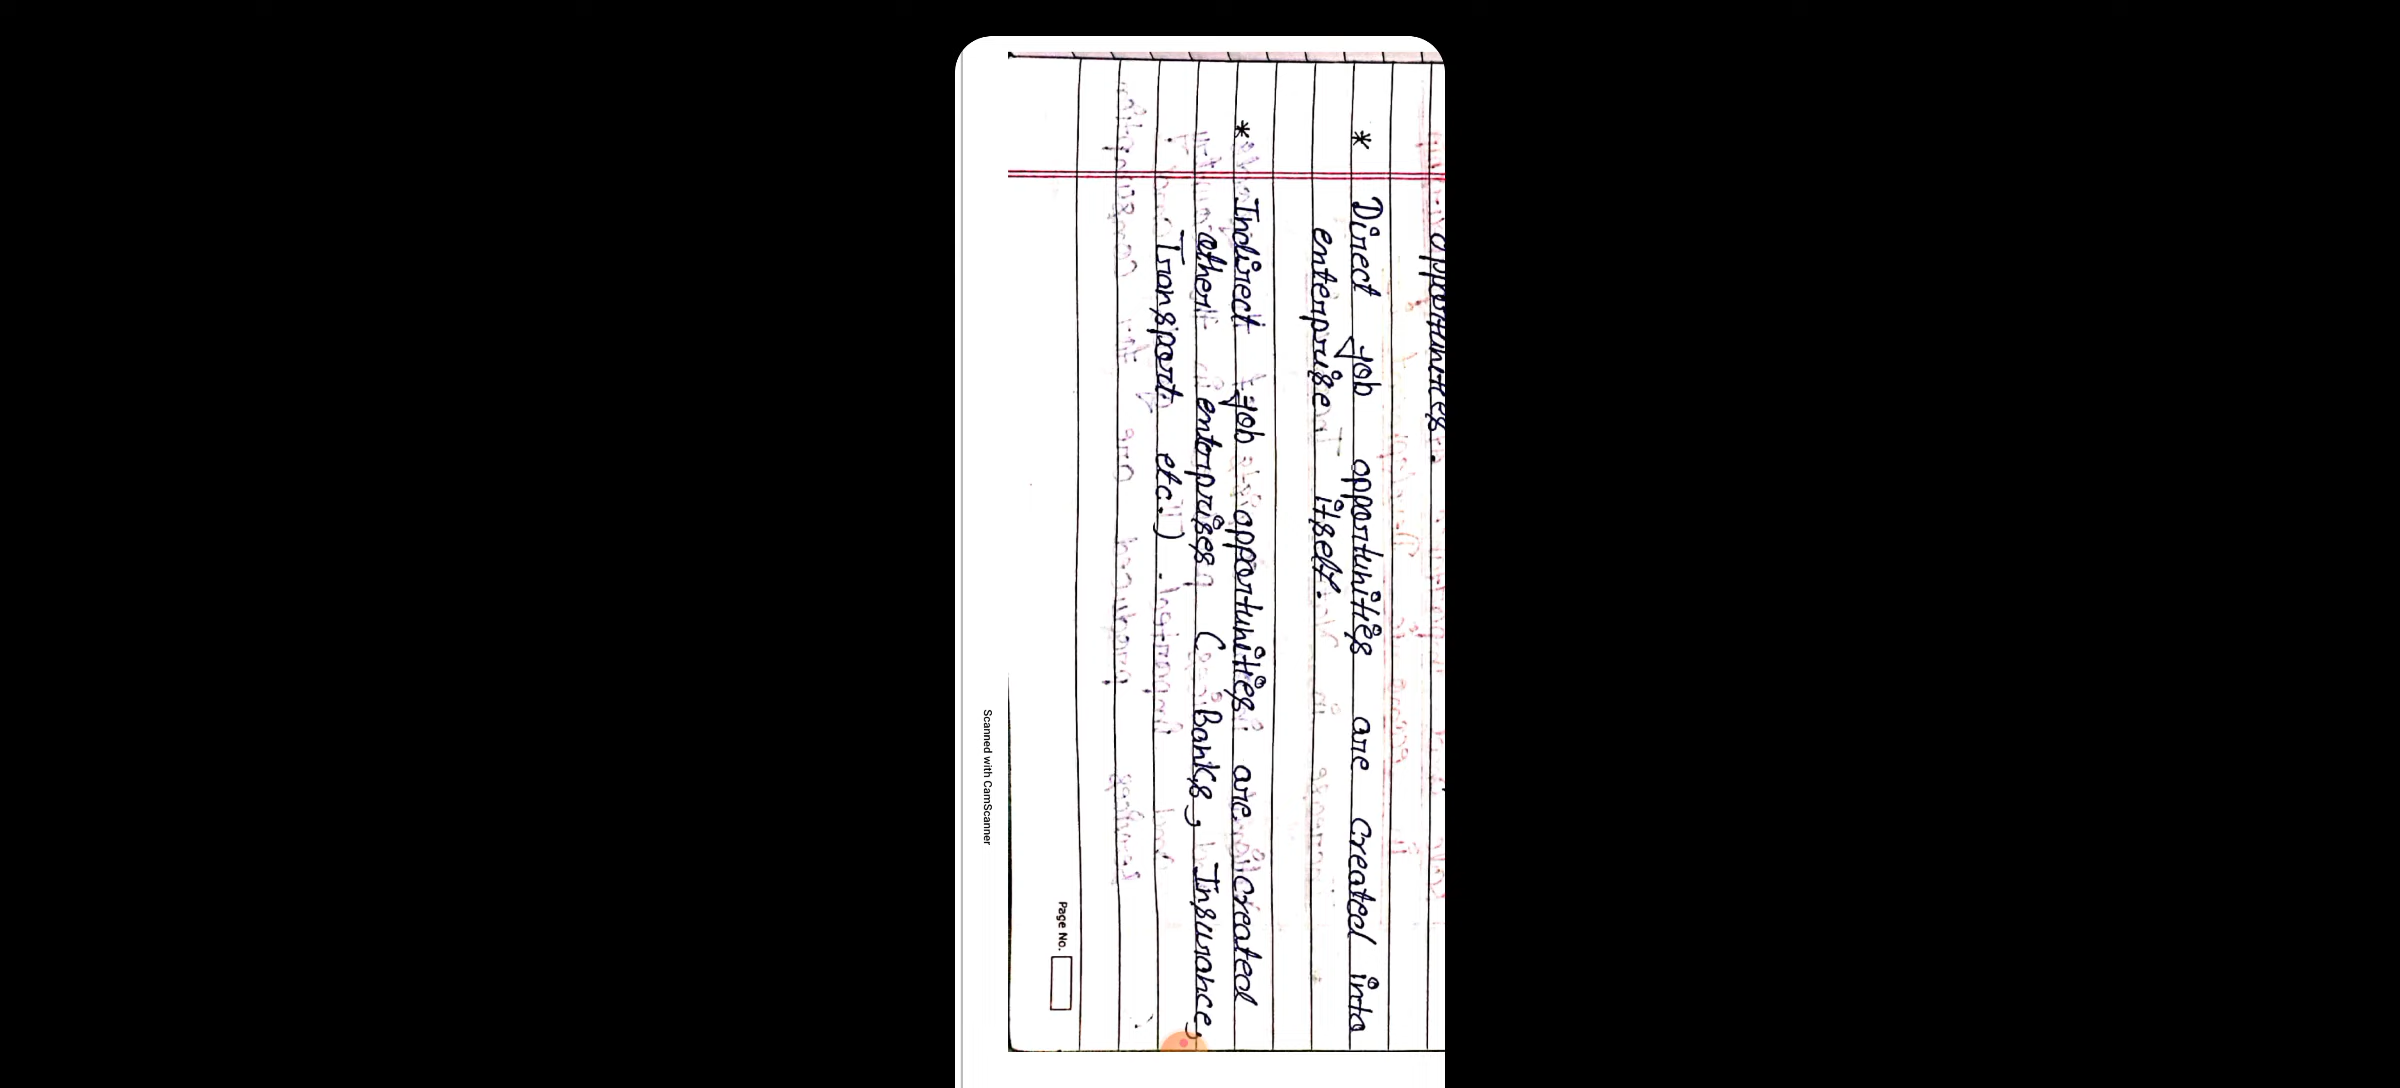 opportunities.
* Direct job opportunities are created into
enterprise itself.
* Indirect job opportunities are created
other enterprises (Banks, Insurance,
Transport etc.).
Page No.
Scanned with CamScanner